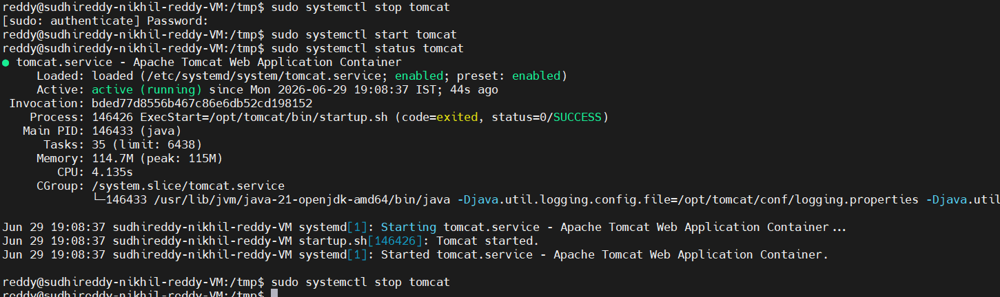 reddy@sudhireddy-nikhil-reddy-VM:/tmp$ sudo systemctl stop tomcat
[sudo: authenticate] Password:
reddy@sudhireddy-nikhil-reddy-VM:/tmp$ sudo systemctl start tomcat
reddy@sudhireddy-nikhil-reddy-VM:/tmp$ sudo systemctl status tomcat
● tomcat.service - Apache Tomcat Web Application Container
     Loaded: loaded (/etc/systemd/system/tomcat.service; enabled; preset: enabled)
     Active: active (running) since Mon 2026-06-29 19:08:37 IST; 44s ago
 Invocation: bded77d8556b467c86e6db52cd198152
    Process: 146426 ExecStart=/opt/tomcat/bin/startup.sh (code=exited, status=0/SUCCESS)
   Main PID: 146433 (java)
      Tasks: 35 (limit: 6438)
     Memory: 114.7M (peak: 115M)
        CPU: 4.135s
     CGroup: /system.slice/tomcat.service
             └─146433 /usr/lib/jvm/java-21-openjdk-amd64/bin/java -Djava.util.logging.config.file=/opt/tomcat/conf/logging.properties -Djava.util
Jun 29 19:08:37 sudhireddy-nikhil-reddy-VM systemd[1]: Starting tomcat.service - Apache Tomcat Web Application Container...
Jun 29 19:08:37 sudhireddy-nikhil-reddy-VM startup.sh[146426]: Tomcat started.
Jun 29 19:08:37 sudhireddy-nikhil-reddy-VM systemd[1]: Started tomcat.service - Apache Tomcat Web Application Container.
reddy@sudhireddy-nikhil-reddy-VM:/tmp$ sudo systemctl stop tomcat
reddy@sudhireddy-nikhil-reddy-VM:/tmp$